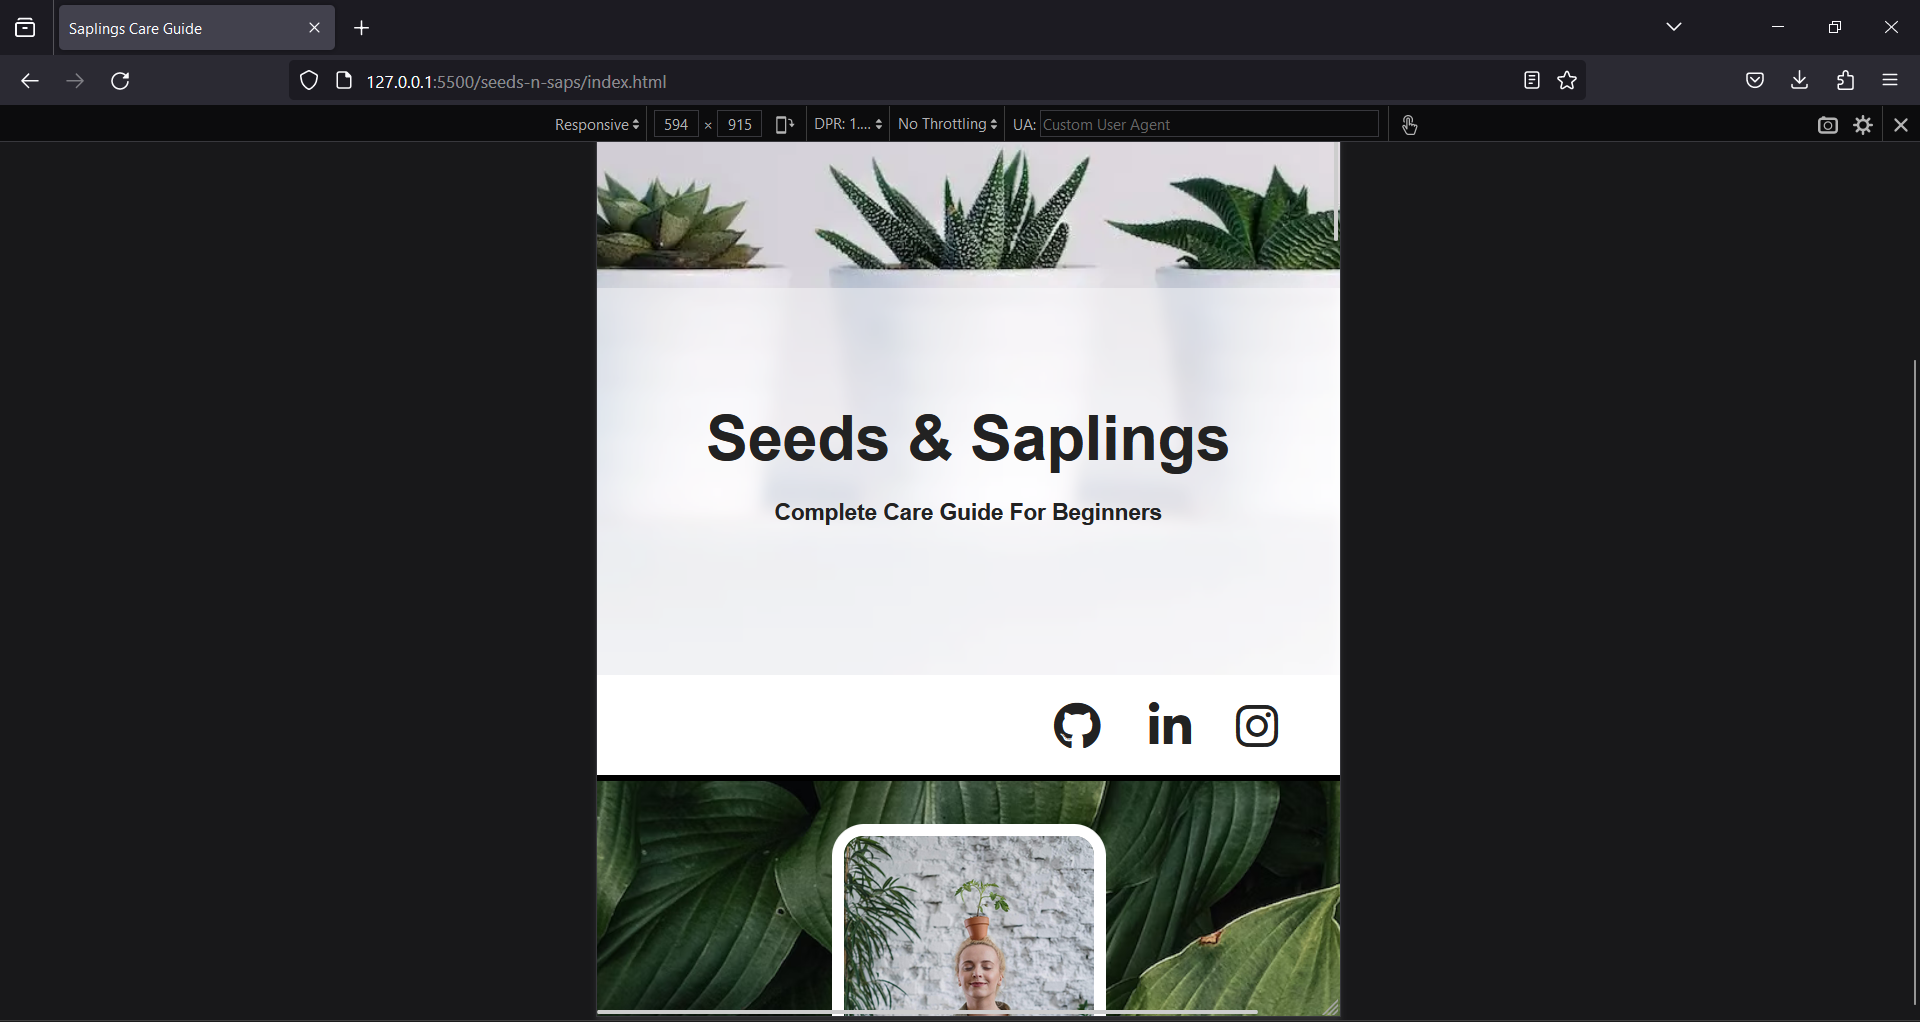 Saplings Care Guide
127.0.0.1:5500/seeds-n-saps/index.html
Responsive 594 × 915 DPR: 1.... No Throttling UA: Custom User Agent
Seeds & Saplings
Complete Care Guide For Beginners
in